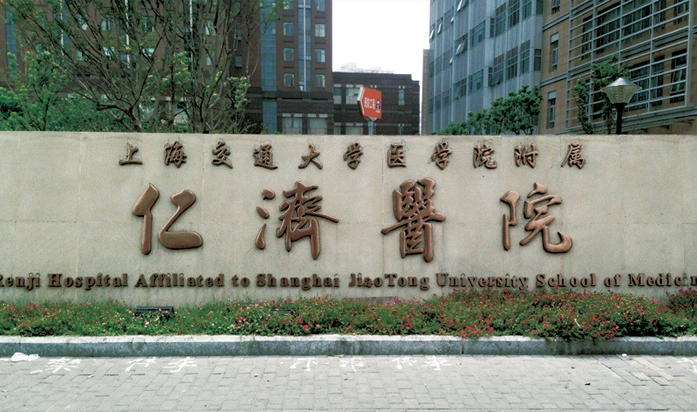 上海交通大学医学院附属
仁濟醫院
Renji Hospital Affiliated to Shanghai JiaoTong University School of Medicin